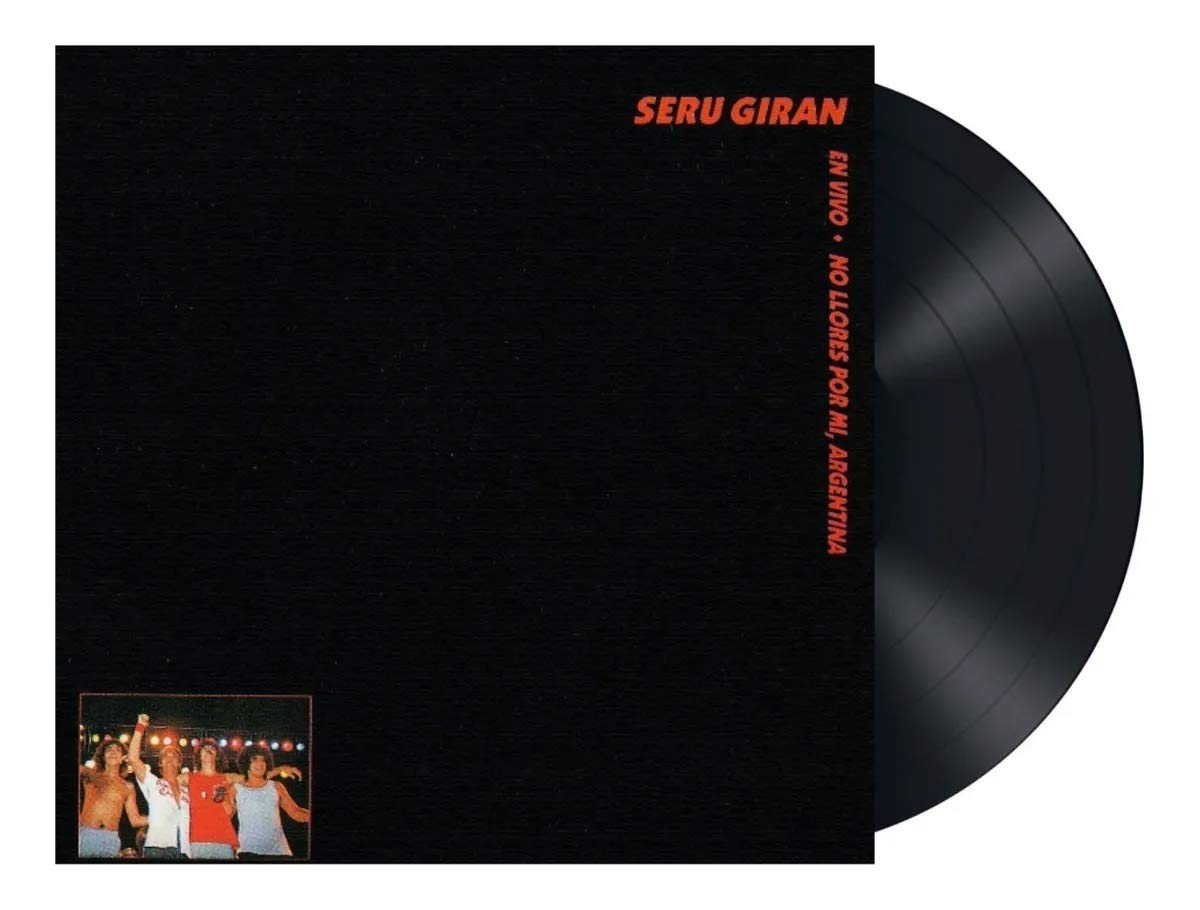 SERU GIRAN
EN VIVO • NO LLORES POR MI, ARGENTINA